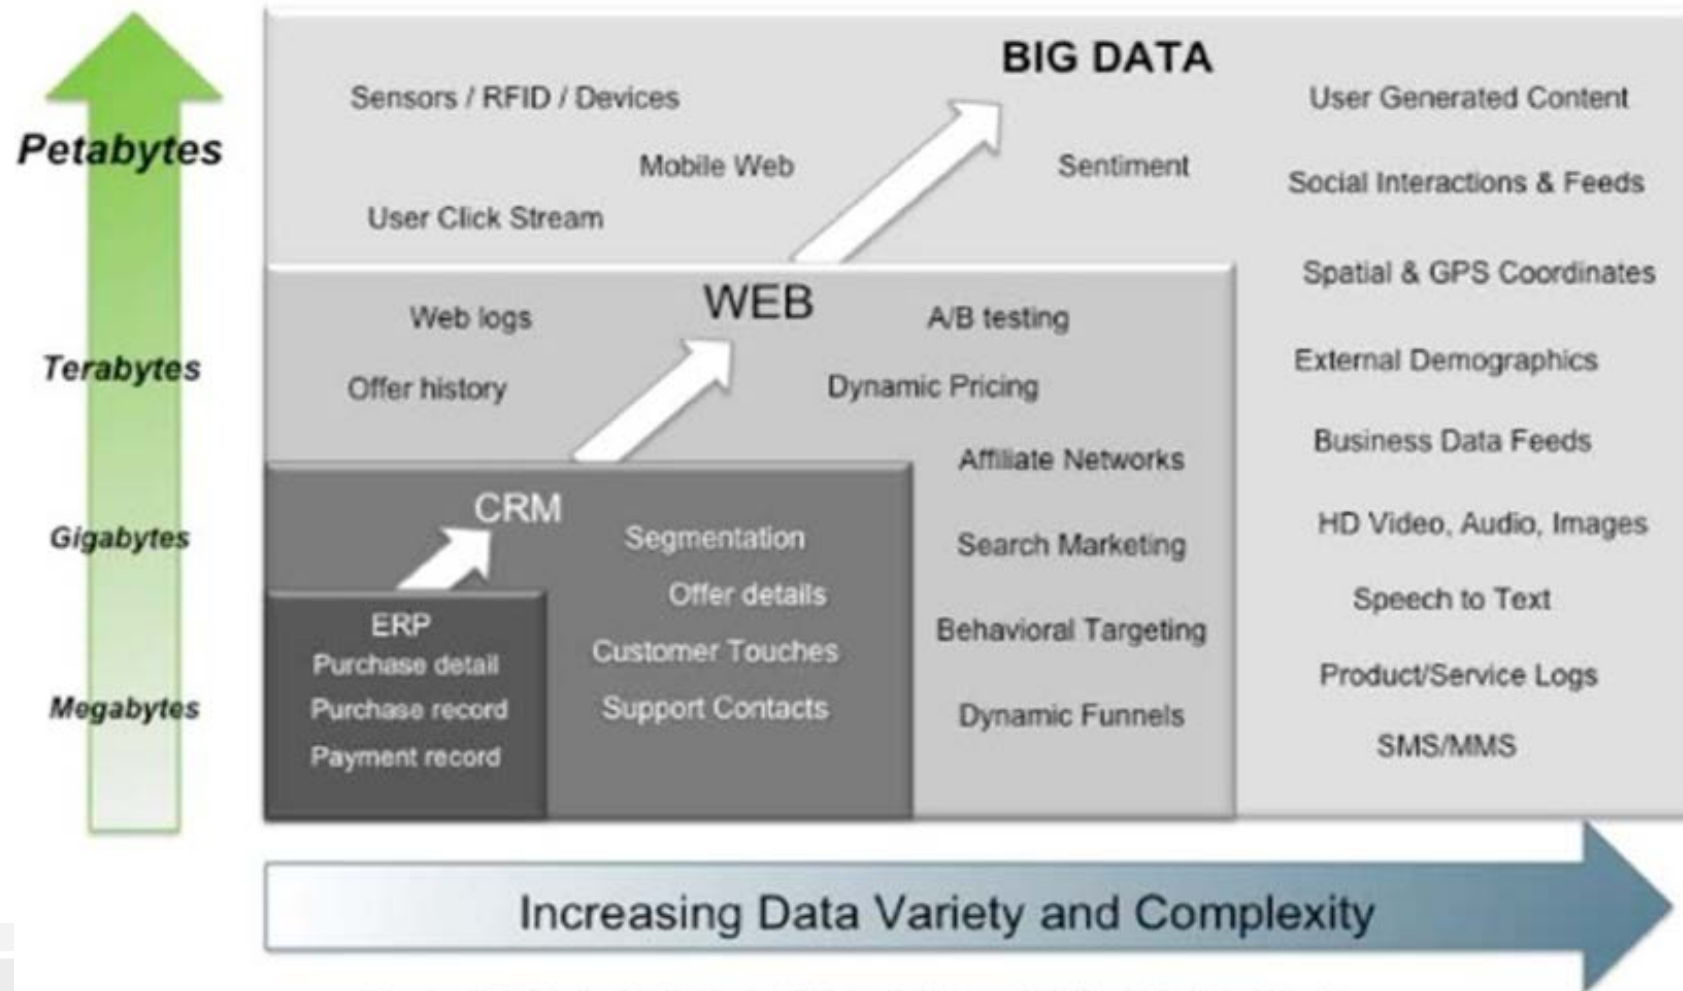 BIG DATA
Sensors / RFID / Devices
User Generated Content
Petabytes
Mobile Web
Sentiment
Social Interactions & Feeds
User Click Stream
Spatial & GPS Coordinates
WEB
Web logs
A/B testing
Terabytes
External Demographics
Offer history
Dynamic Pricing
Business Data Feeds
Affiliate Networks
CRM
HD Video, Audio, Images
Gigabytes
Segmentation
Search Marketing
Offer details
Speech to Text
ERP
Behavioral Targeting
Customer Touches
Purchase detail
Product/Service Logs
Megabytes
Purchase record
Support Contacts
Dynamic Funnels
SMS/MMS
Payment record
Increasing Data Variety and Complexity